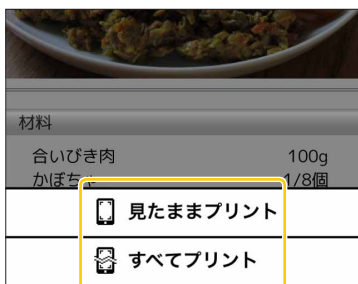 材料
合いびき肉 100g
かぼちゃ 1/8個
見たままプリント
すべてプリント